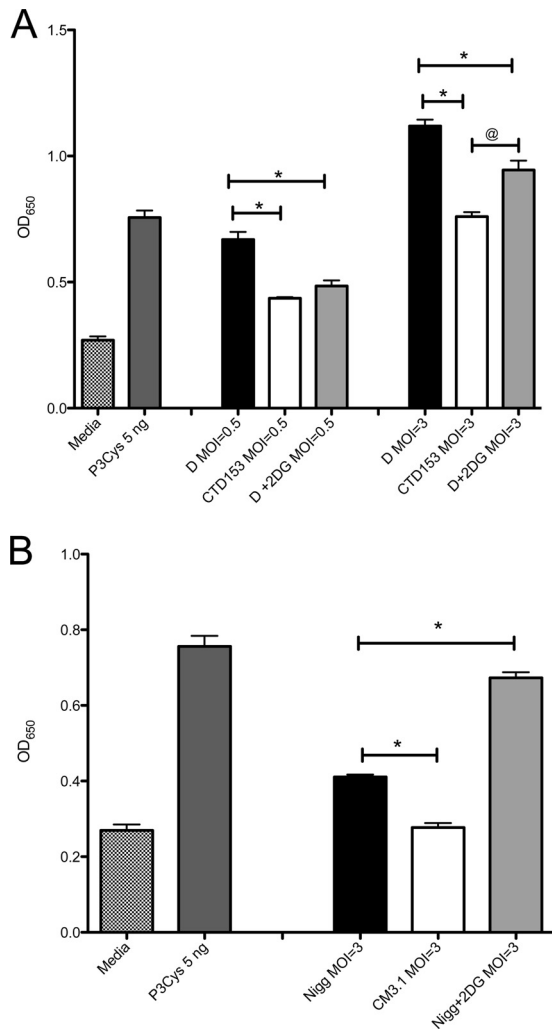 A
1.5
*
*
@
1.0
*
*
OD650
0.5
0.0
Media
P3Cys 5 ng
D MOI=0.5
CTD153 MOI=0.5
D +2DG MOI=0.5
D MOI=3
CTD153 MOI=3
D+2DG MOI=3
B
1.0
0.8
*
0.6
OD650
*
0.4
0.2
0.0
Media
P3Cys 5 ng
Nigg MOI=3
CM3.1 MOI=3
Nigg+2DG MOI=3